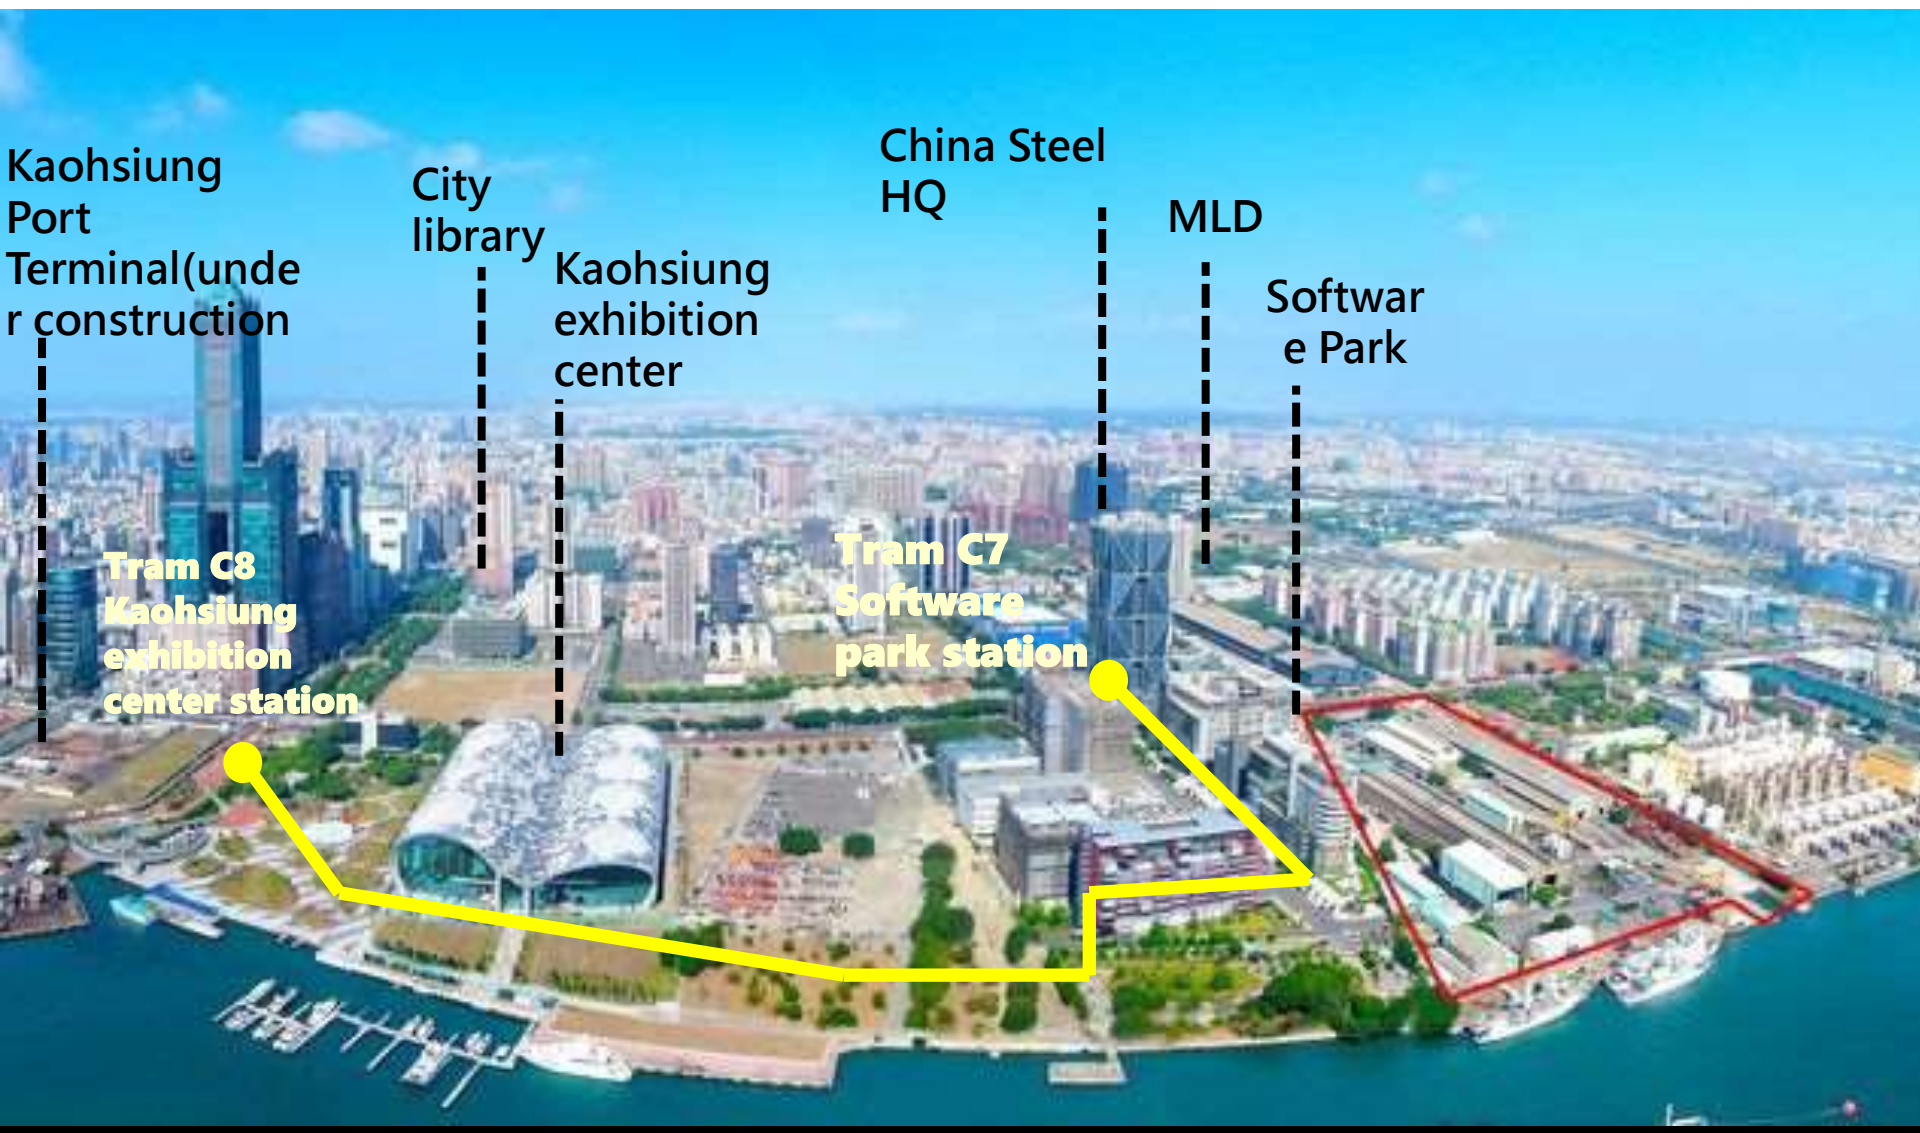 Kaohsiung
Port
Terminal(unde
r construction
City
library
Kaohsiung
exhibition
center
China Steel
HQ
MLD
Softwar
e Park
Tram C8
Kaohsiung
exhibition
center station
Tram C7
Software
park station